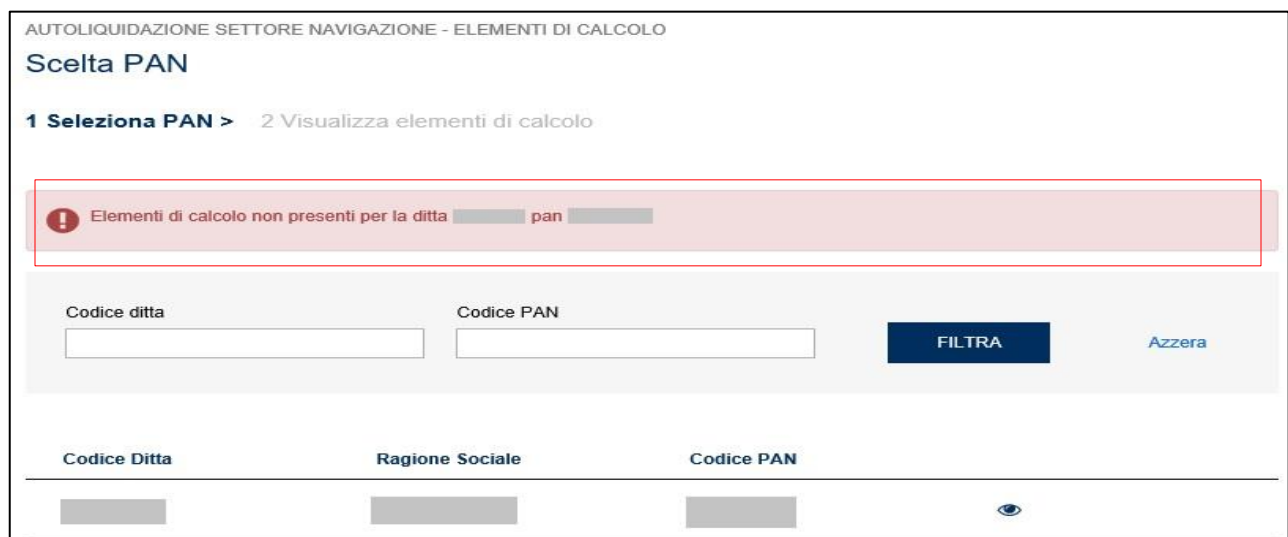 AUTOLIQUIDAZIONE SETTORE NAVIGAZIONE - ELEMENTI DI CALCOLO
Scelta PAN
1 Seleziona PAN > 2 Visualizza elementi di calcolo
Elementi di calcolo non presenti per la ditta pan
Codice ditta Codice PAN
FILTRA Azzera
Codice Ditta Ragione Sociale Codice PAN